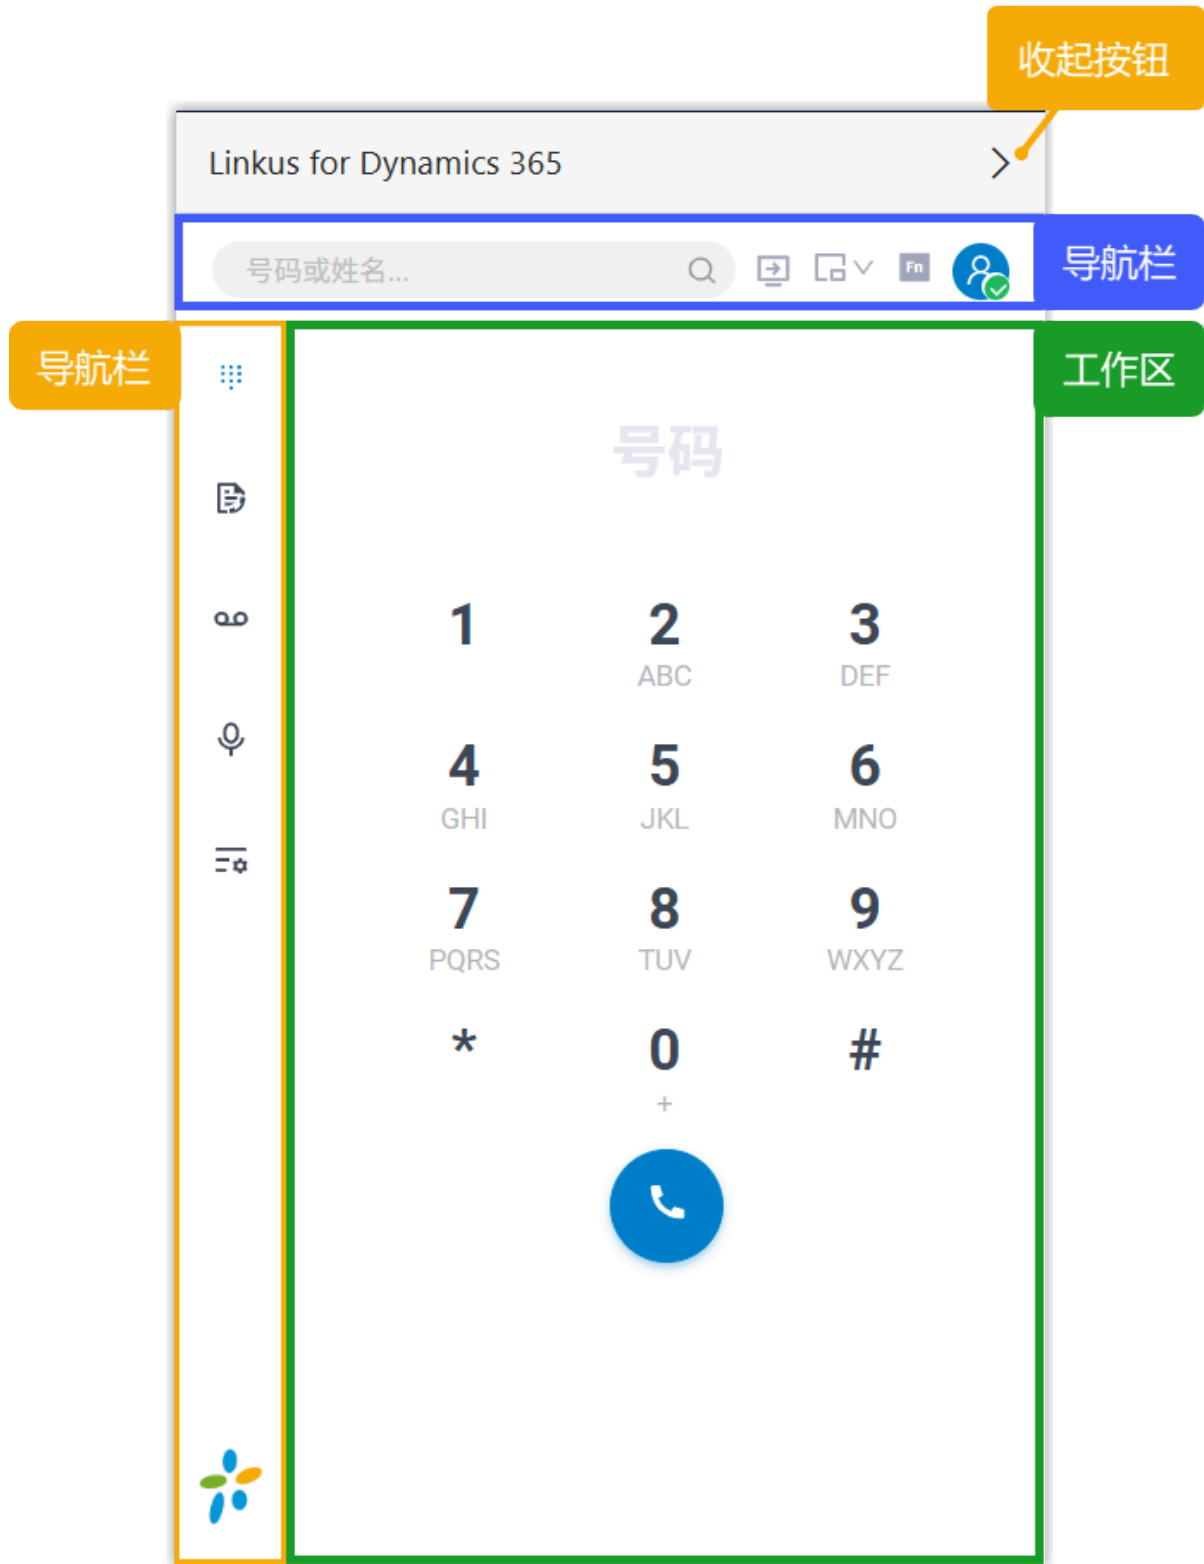 收起按钮
Linkus for Dynamics 365
号码或姓名...
Fn
导航栏
导航栏
工作区
号码
1 2 3
ABC DEF
4 5 6
GHI JKL MNO
7 8 9
PQRS TUV WXYZ
* 0 #
+